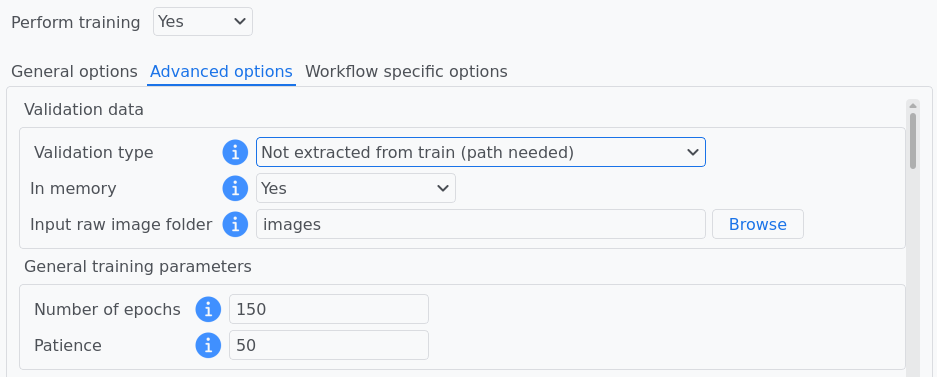 Perform training Yes
General options Advanced options Workflow specific options
Validation data
Validation type Not extracted from train (path needed)
In memory Yes
Input raw image folder images Browse
General training parameters
Number of epochs 150
Patience 50